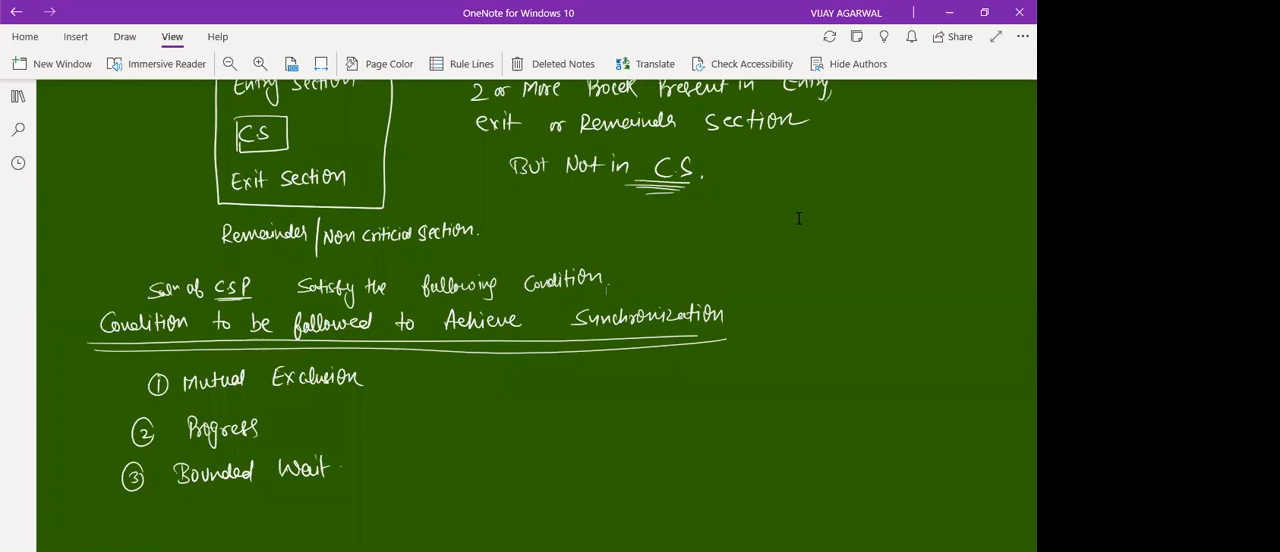 OneNote for Windows 10
VIJAY AGARWAL
Home Insert Draw View Help
Share
New Window Immersive Reader Page Color Rule Lines Deleted Notes Translate Check Accessibility Hide Authors
Entry Section
CS
Exit Section
Remainder/Non Critical Section.
2 or More Present in Entry,
exit or Remainder Section
But Not in C.S.
Soln of CSP Satisfy the following Condition,
Condition to be followed to Achieve Synchronization
① Mutual Exclusion
② Progress
③ Bounded Wait